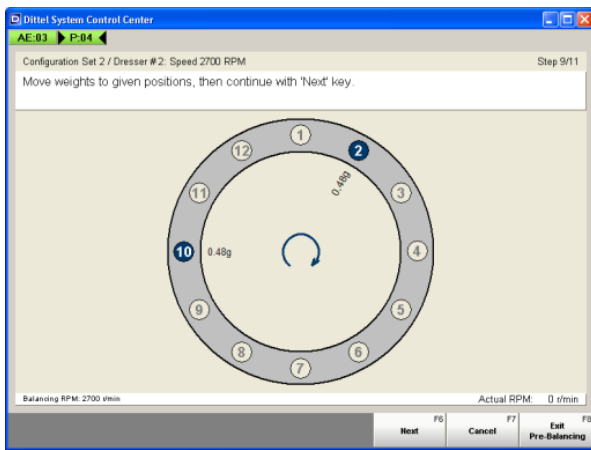 Dittel System Control Center
AE:03 P:04
Configuration Set 2 / Dresser #2: Speed 2700 RPM Step 9/11
Move weights to given positions, then continue with 'Next' key.
1
12 2
0.48g
11 3
10 0.48g 4
9 5
8 6
7
Balancing RPM: 2700 r/min Actual RPM: 0 r/min
F6 F7 F8
Next Cancel Exit
Pre-Balancing